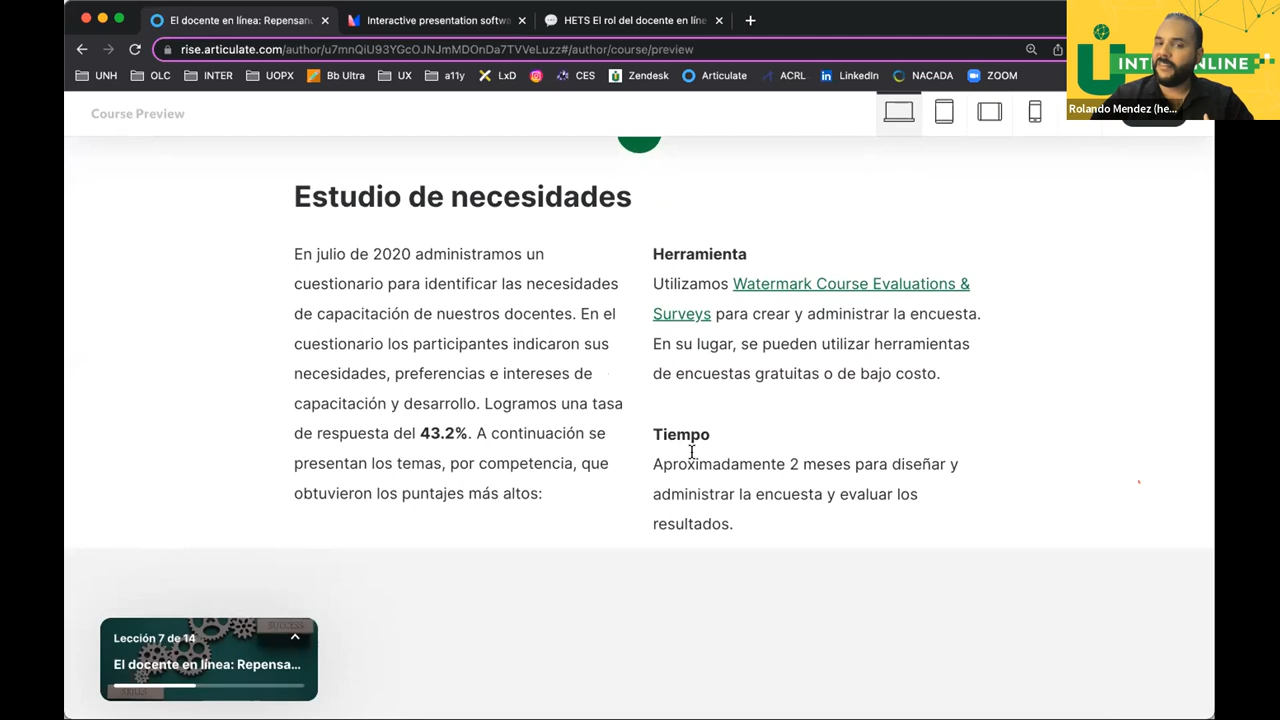 El docente en línea: Repensand
Interactive presentation softwa
HETS El rol del docente en líne
rise.articulate.com/author/u7mnQiU93YGcOJNJmMDOnDa7TVVeLuzz#/author/course/preview
UNH
OLC
INTER
UOPX
Bb Ultra
UX
a11y
LxD
CES
Zendesk
Articulate
ACRL
LinkedIn
NACADA
ZOOM
Rolando Mendez (he...
Course Preview
Estudio de necesidades
En julio de 2020 administramos un
cuestionario para identificar las necesidades
de capacitación de nuestros docentes. En el
cuestionario los participantes indicaron sus
necesidades, preferencias e intereses de
capacitación y desarrollo. Logramos una tasa
de respuesta del 43.2%. A continuación se
presentan los temas, por competencia, que
obtuvieron los puntajes más altos:
Herramienta
Utilizamos Watermark Course Evaluations &
Surveys para crear y administrar la encuesta.
En su lugar, se pueden utilizar herramientas
de encuestas gratuitas o de bajo costo.
Tiempo
Aproximadamente 2 meses para diseñar y
administrar la encuesta y evaluar los
resultados.
SUCCESS
Lección 7 de 14
El docente en línea: Repensa...
SKILLS